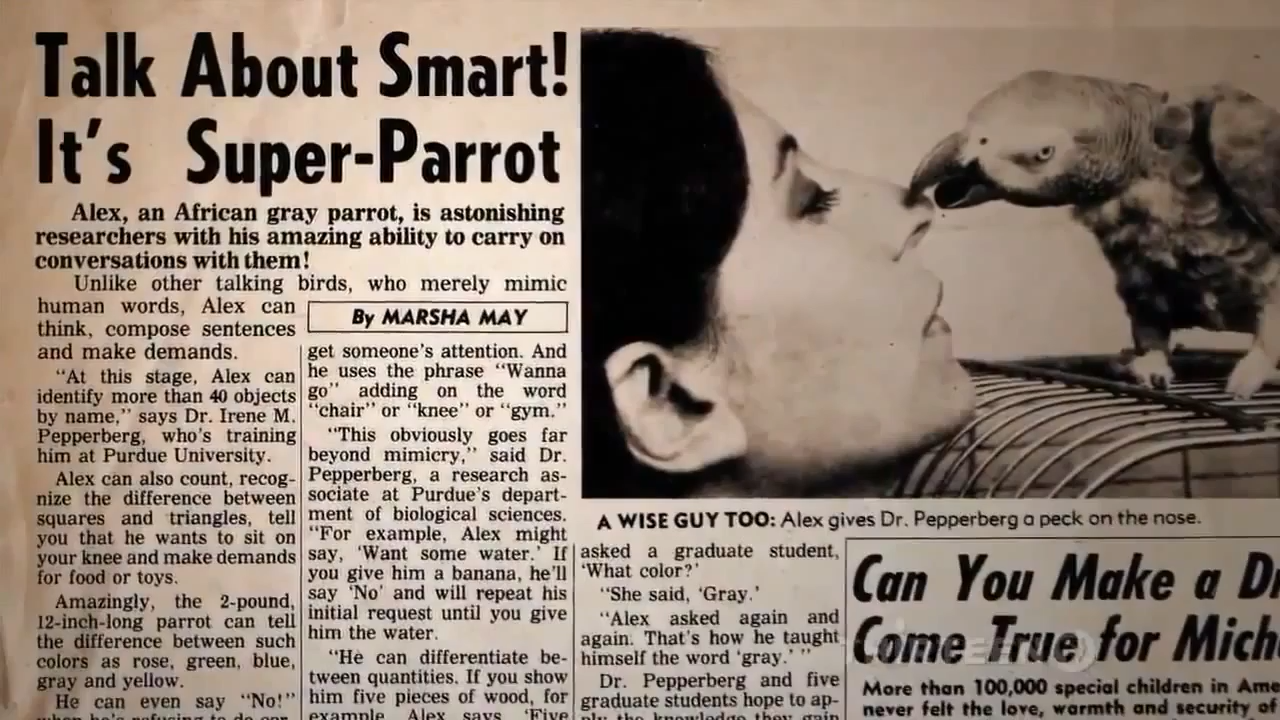 Talk About Smart!
It's Super-Parrot
Alex, an African gray parrot, is astonishing
researchers with his amazing ability to carry on
conversations with them!
Unlike other talking birds, who merely mimic
human words, Alex can
think, compose sentences
and make demands.
"At this stage, Alex can
identify more than 40 objects
by name," says Dr. Irene M.
Pepperberg, who's training
him at Purdue University.
Alex can also count, recog-
nize the difference between
squares and triangles, tell
you that he wants to sit on
your knee and make demands
for food or toys.
Amazingly, the 2-pound,
12-inch-long parrot can tell
the difference between such
colors as rose, green, blue,
gray and yellow.
He can even say "No!"
By MARSHA MAY
get someone's attention. And
he uses the phrase "Wanna
go" adding on the word
"chair" or "knee" or "gym."
"This obviously goes far
beyond mimicry," said Dr.
Pepperberg, a research as-
sociate at Purdue's depart-
ment of biological sciences.
"For example, Alex might
say, 'Want some water.' If
you give him a banana, he'll
say 'No' and will repeat his
initial request until you give
him the water.
"He can differentiate be-
tween quantities. If you show
him five pieces of wood, for
example, Alex says, 'Five
A WISE GUY TOO: Alex gives Dr. Pepperberg a peck on the nose.
asked a graduate student,
'What color?'
"She said, 'Gray.'
"Alex asked again and
again. That's how he taught
himself the word 'gray.' "
Dr. Pepperberg and five
graduate students hope to ap-
ply the knowledge they gain
Can You Make a
Come True for
More than 100,000 special children in
never felt the love, warmth and security of